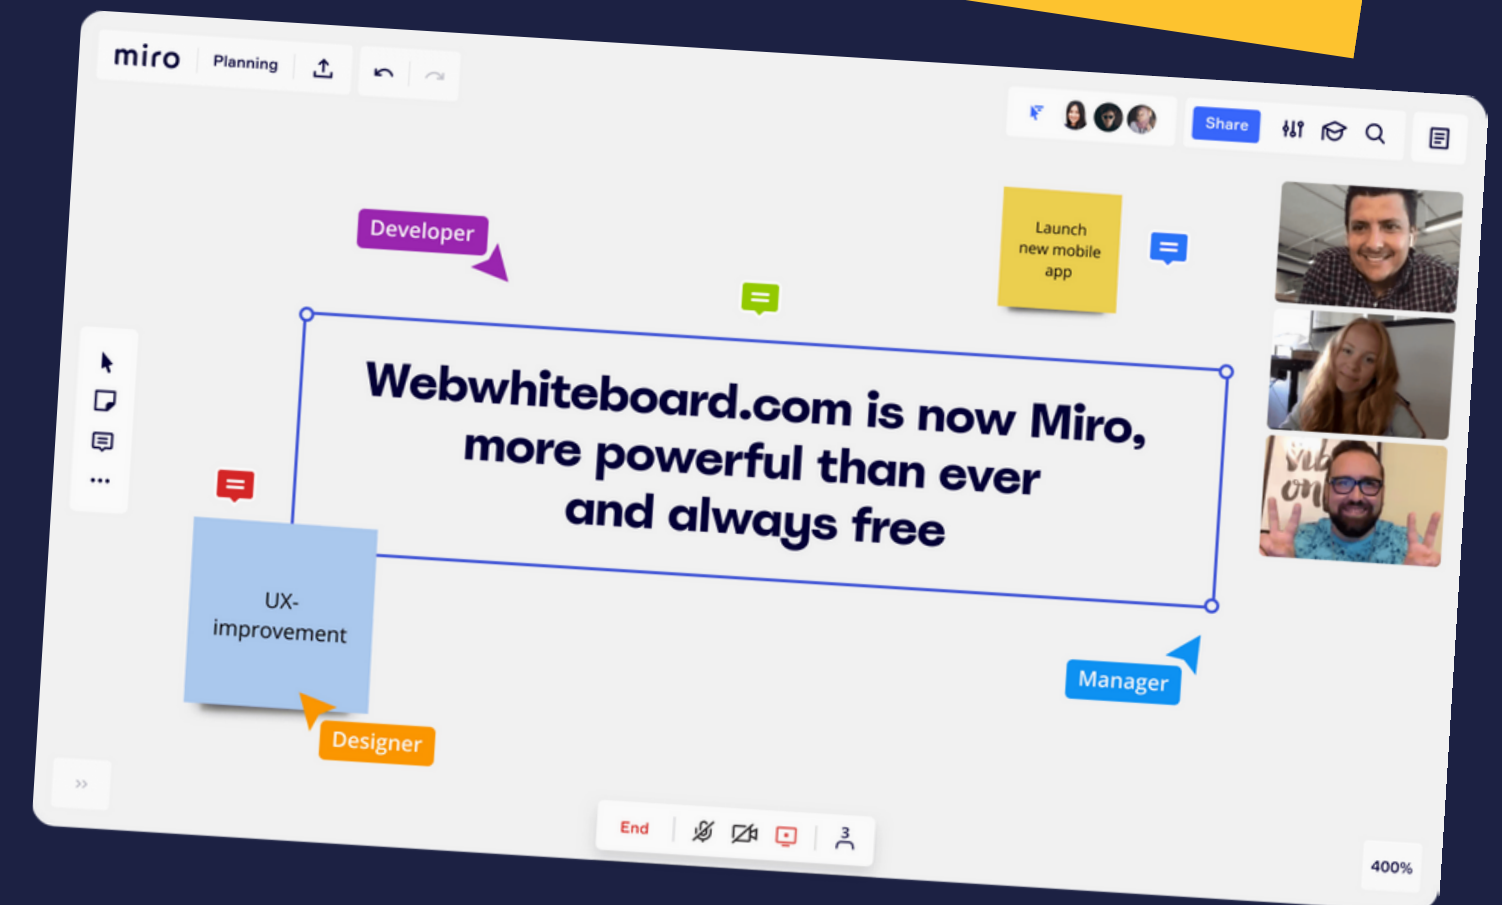 miro
Planning
Share
Developer
Launch
new mobile
app
Webwhiteboard.com is now Miro,
more powerful than ever
and always free
UX-
improvement
Manager
Designer
End
3
400%